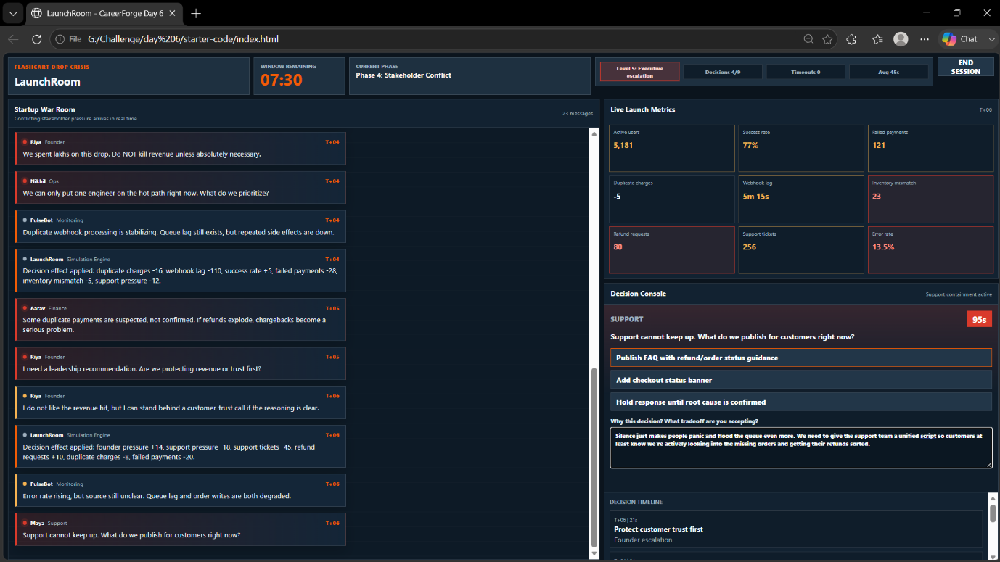 LaunchRoom - CareerForge Day 6
File G:/Challenge/day%206/starter-code/index.html
Chat
FLASHCART DROP CRISIS
LaunchRoom
WINDOW REMAINING
07:30
CURRENT PHASE
Phase 4: Stakeholder Conflict
Level 5: Executive
escalation
Decisions 4/9
Timeouts 0
Avg 45s
END
SESSION
Startup War Room
Conflicting stakeholder pressure arrives in real time.
23 messages
Riya Founder T+04
We spent lakhs on this drop. Do NOT kill revenue unless absolutely necessary.
Nikhil Ops T+04
We can only put one engineer on the hot path right now. What do we prioritize?
PulseBot Monitoring T+04
Duplicate webhook processing is stabilizing. Queue lag still exists, but repeated side effects are down.
LaunchRoom Simulation Engine T+04
Decision effect applied: duplicate charges -16, webhook lag -110, success rate +5, failed payments -28,
inventory mismatch -5, support pressure -12.
Aarav Finance T+05
Some duplicate payments are suspected, not confirmed. If refunds explode, chargebacks become a
serious problem.
Riya Founder T+05
I need a leadership recommendation. Are we protecting revenue or trust first?
Riya Founder T+06
I do not like the revenue hit, but I can stand behind a customer-trust call if the reasoning is clear.
LaunchRoom Simulation Engine T+06
Decision effect applied: founder pressure +14, support pressure -18, support tickets -45, refund
requests +10, duplicate charges -8, failed payments -20.
PulseBot Monitoring T+06
Error rate rising, but source still unclear. Queue lag and order writes are both degraded.
Maya Support T+06
Support cannot keep up. What do we publish for customers right now?
Live Launch Metrics
T+06
Active users
5,181
Success rate
77%
Failed payments
121
Duplicate charges
-5
Webhook lag
5m 15s
Inventory mismatch
23
Refund requests
80
Support tickets
256
Error rate
13.5%
Decision Console
Support containment active
SUPPORT
95s
Support cannot keep up. What do we publish for customers right now?
Publish FAQ with refund/order status guidance
Add checkout status banner
Hold response until root cause is confirmed
Why this decision? What tradeoff are you accepting?
Silence just makes people panic and flood the queue even more. We need to give the support team a unified script so customers at
least know we're actively looking into the missing orders and getting their refunds sorted.
DECISION TIMELINE
T+06 | 21s
Protect customer trust first
Founder escalation